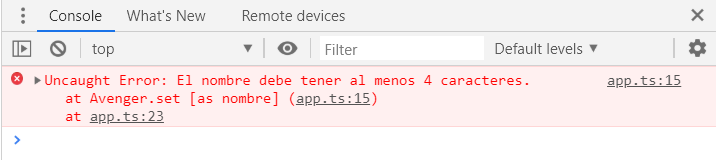 Console What's New Remote devices
top Filter Default levels
Uncaught Error: El nombre debe tener al menos 4 caracteres. app.ts:15
at Avenger.set [as nombre] (app.ts:15)
at app.ts:23